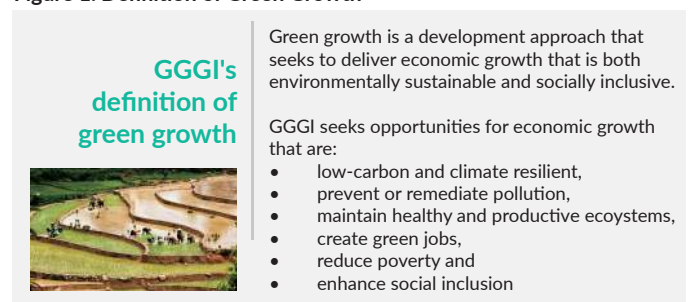 GGGI's
definition of
green growth
Green growth is a development approach that
seeks to deliver economic growth that is both
environmentally sustainable and socially inclusive.
GGGI seeks opportunities for economic growth
that are:
• low-carbon and climate resilient,
• prevent or remediate pollution,
• maintain healthy and productive ecoystems,
• create green jobs,
• reduce poverty and
• enhance social inclusion